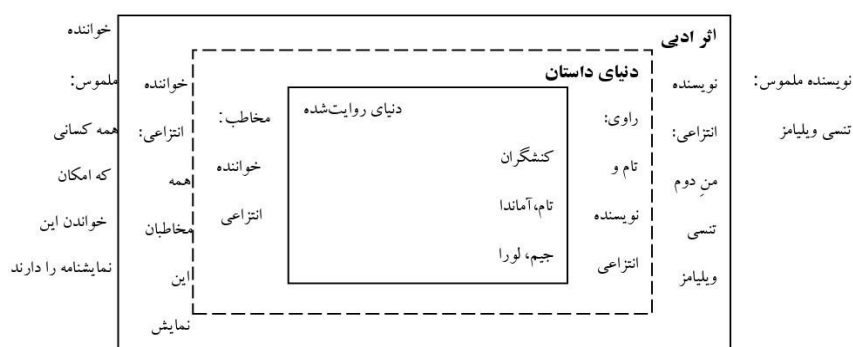 نویسنده ملموس:
تنسی ویلیامز
اثر ادبی
نویسنده
انتزاعی:
منِ دوم
تنسی
ویلیامز
دنیای داستان
راوی:
تام و
نویسنده
انتزاعی
دنیای روایت‌شده
کنشگران
تام،آماندا
جیم، لورا
مخاطب:
خواننده
انتزاعی
خواننده
انتزاعی:
همه
مخاطبان
این
نمایش
خواننده
ملموس:
همه کسانی
که امکان
خواندن این
نمایشنامه را دارند